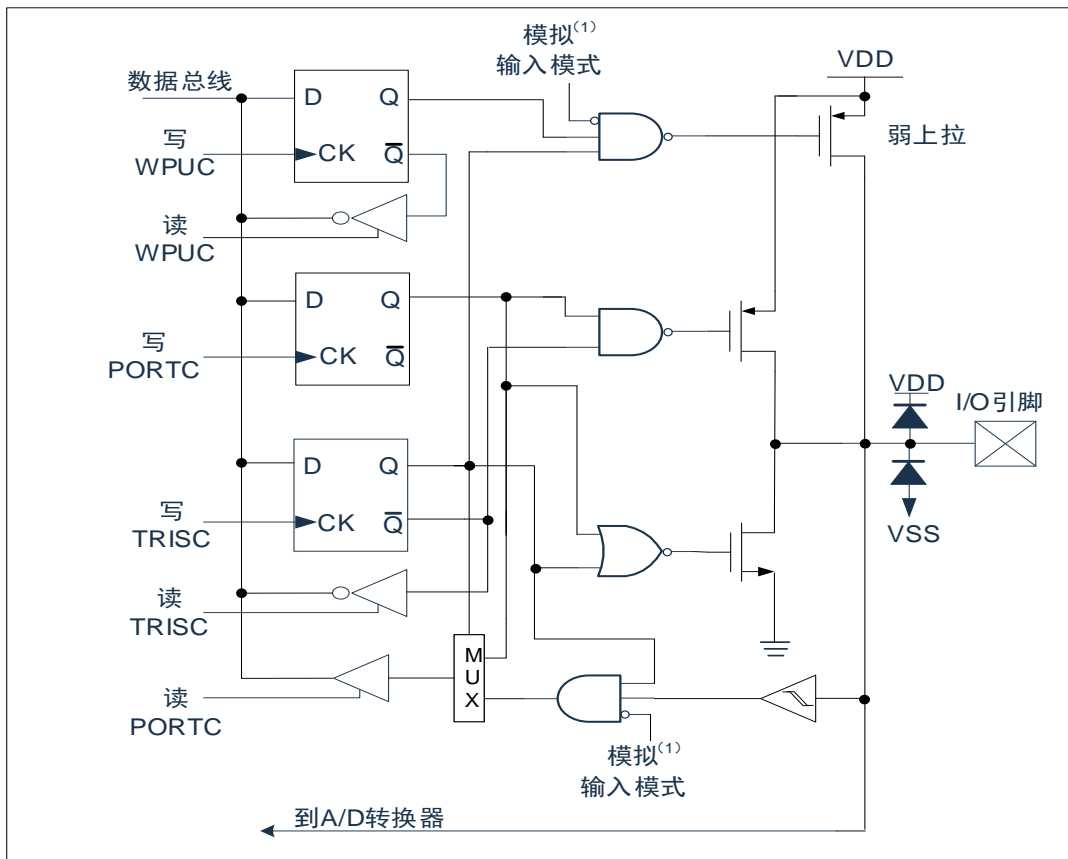 模拟(1)
输入模式
VDD
数据总线
D
Q
弱上拉
写
WPUC
CK
Q
读
WPUC
D
Q
写
PORTC
CK
Q
VDD
I/O引脚
D
Q
写
TRISC
CK
Q
VSS
读
TRISC
MUX
读
PORTC
模拟(1)
输入模式
到A/D转换器